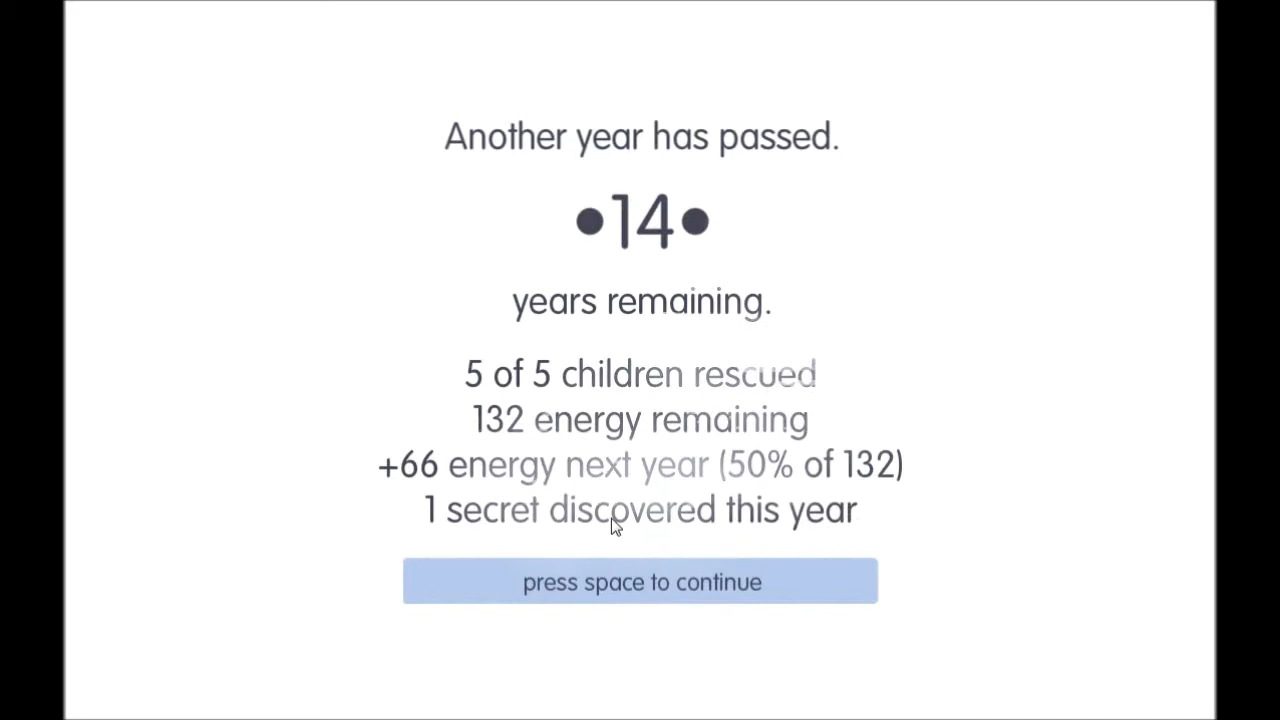 Another year has passed.
•14•
years remaining.
5 of 5 children rescued
132 energy remaining
+66 energy next year (50% of 132)
1 secret discovered this year
press space to continue